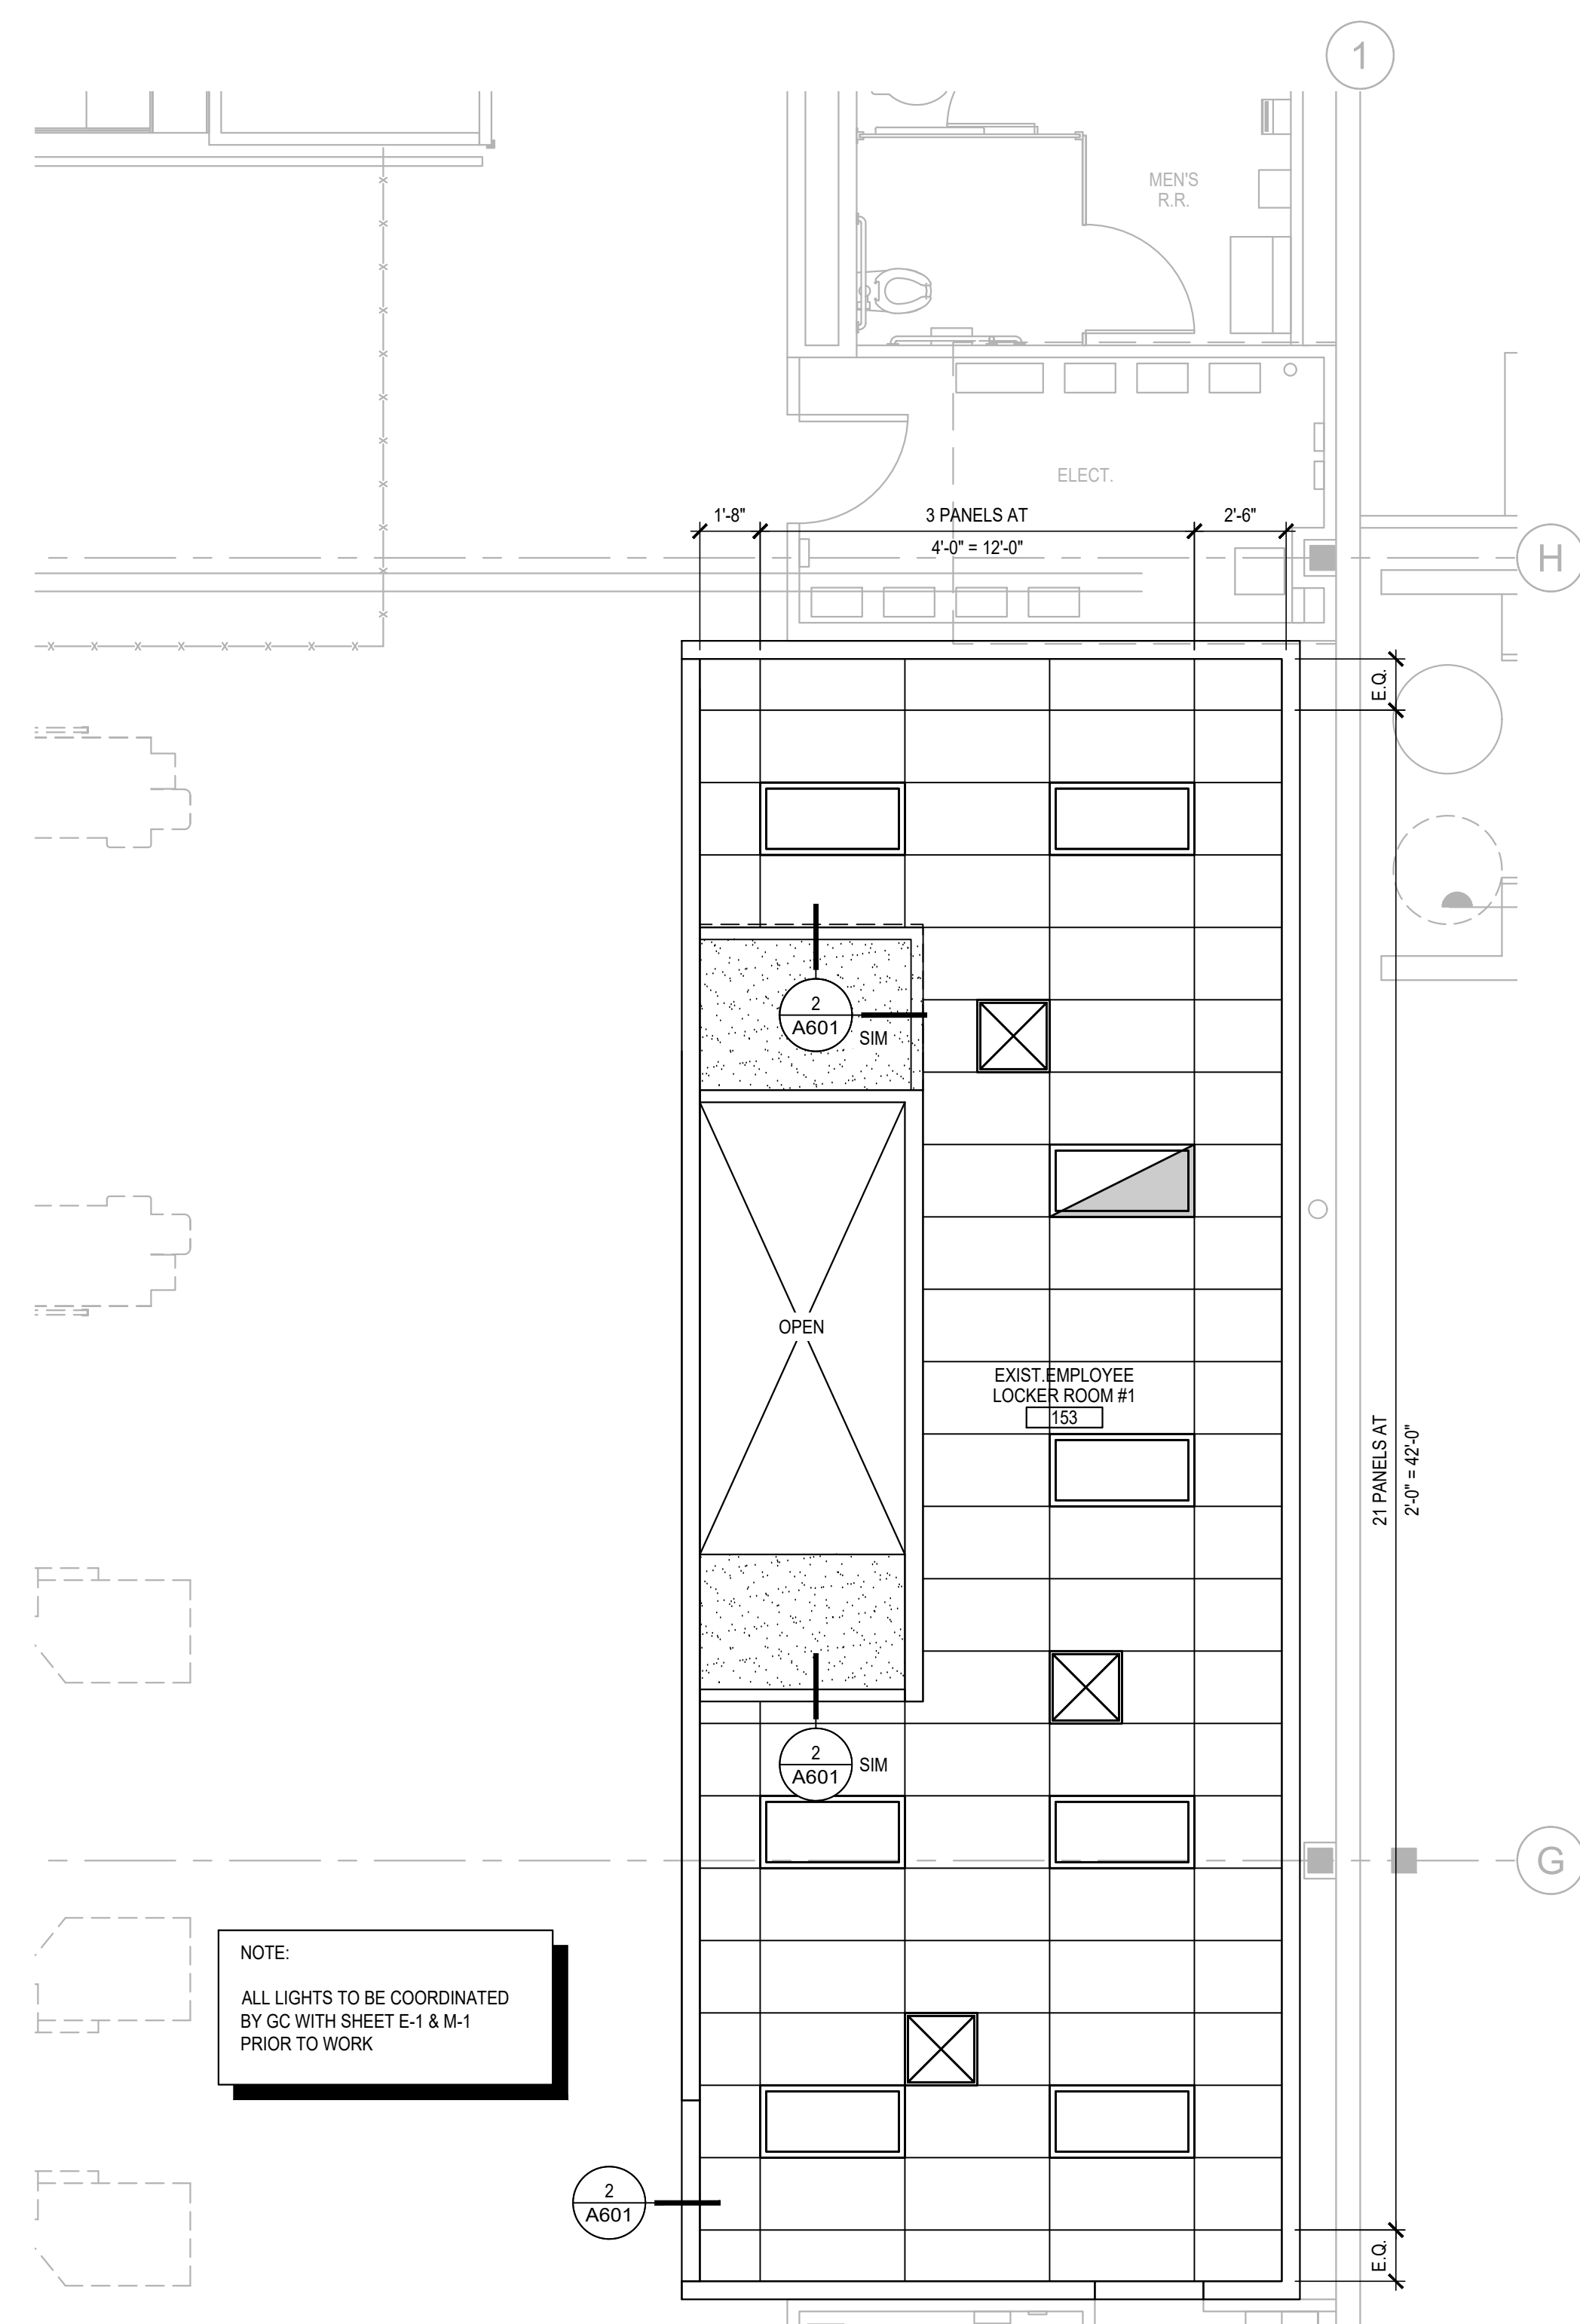 1
MEN'S
R.R.
ELECT.
1'-8"
3 PANELS AT
4'-0" = 12'-0"
2'-6"
H
E.Q.
2
A601
SIM
OPEN
EXIST.EMPLOYEE
LOCKER ROOM #1
153
21 PANELS AT
2'-0" = 42'-0"
2
A601
SIM
G
NOTE:
ALL LIGHTS TO BE COORDINATED
BY GC WITH SHEET E-1 & M-1
PRIOR TO WORK
2
A601
E.Q.